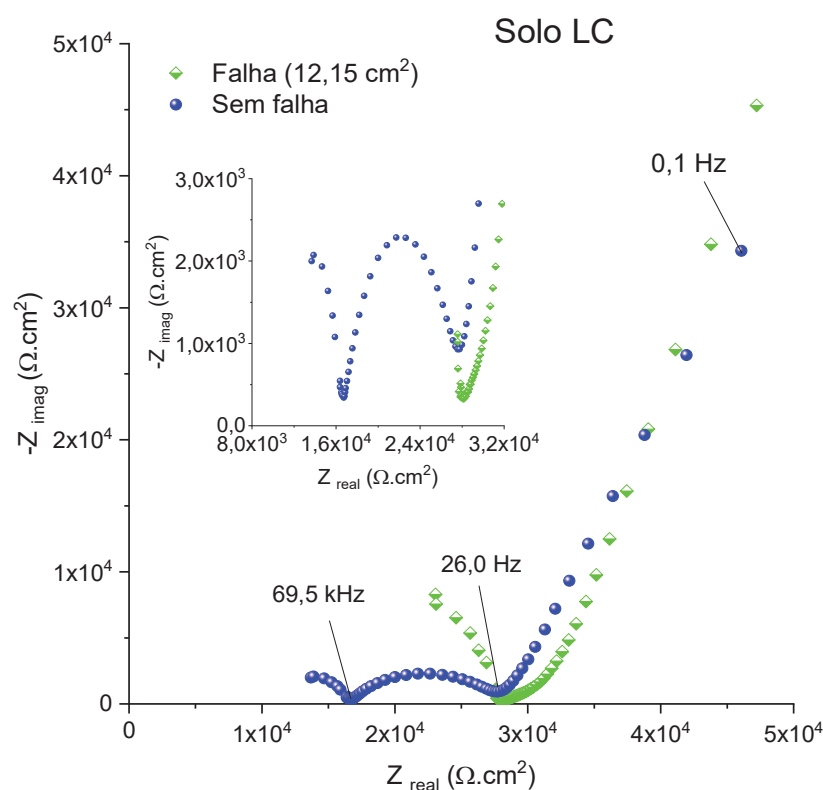 Solo LC
Falha (12,15 cm²)
Sem falha
0,1 Hz
26,0 Hz
69,5 kHz
5x10⁴
4x10⁴
3x10⁴
2x10⁴
1x10⁴
0
-Z imag (Ω.cm²)
0
1x10⁴
2x10⁴
3x10⁴
4x10⁴
5x10⁴
Z real (Ω.cm²)
3,0x10³
2,0x10³
1,0x10³
0,0
-Z imag (Ω.cm²)
8,0x10³
1,6x10⁴
2,4x10⁴
3,2x10⁴
Z real (Ω.cm²)